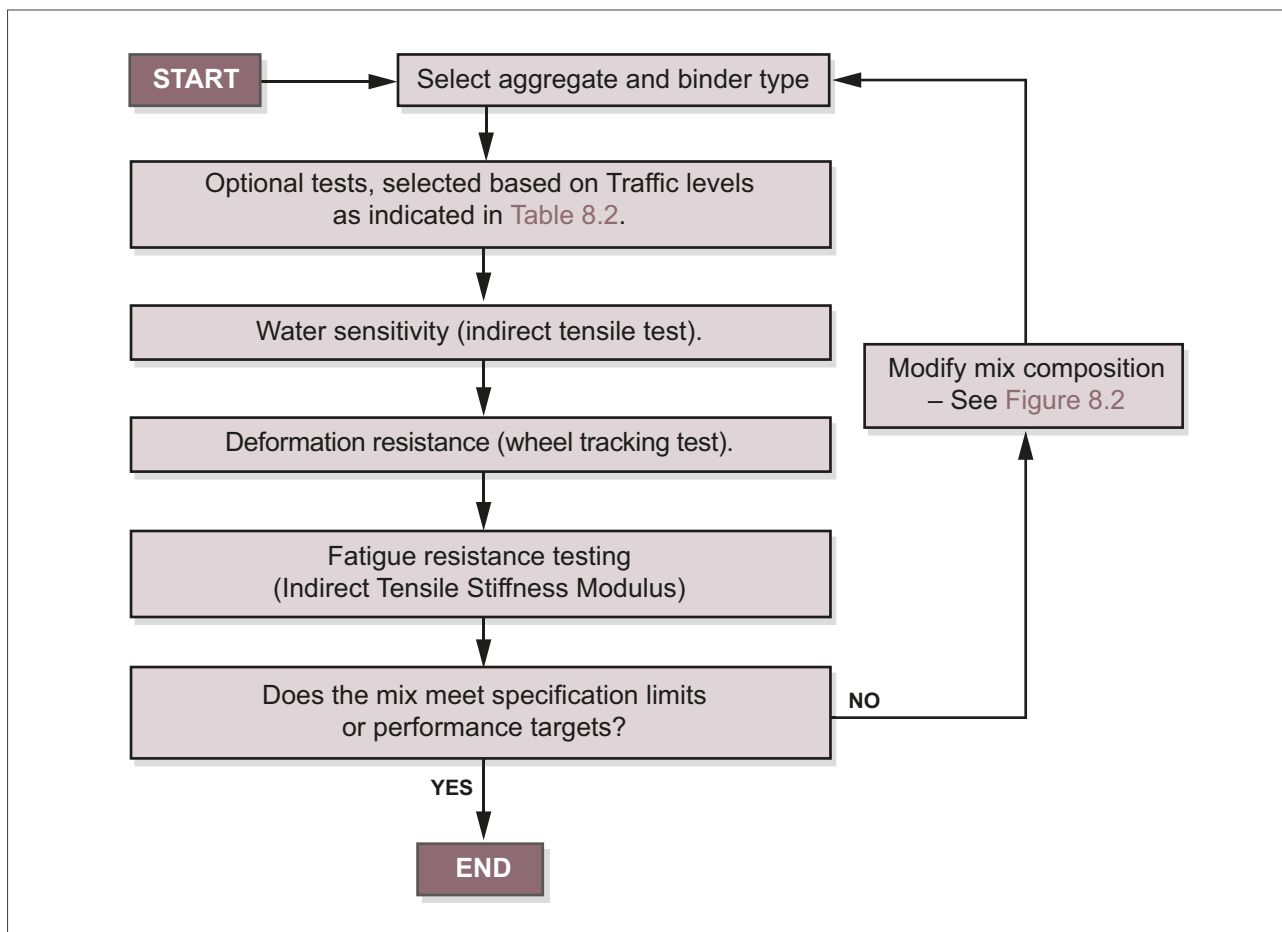 START
Select aggregate and binder type
Optional tests, selected based on Traffic levels
as indicated in Table 8.2.
Water sensitivity (indirect tensile test).
Deformation resistance (wheel tracking test).
Modify mix composition
– See Figure 8.2
Fatigue resistance testing
(Indirect Tensile Stiffness Modulus)
Does the mix meet specification limits
or performance targets?
NO
YES
END